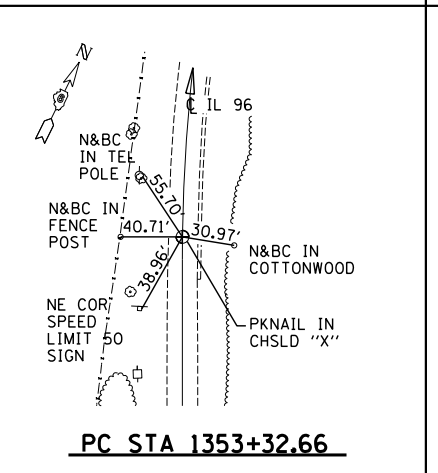 N
℄ IL 96
N&BC
IN TEL
POLE
55.70'
N&BC IN
FENCE
POST
40.71'
30.97'
N&BC IN
COTTONWOOD
38.96'
NE COR
SPEED
LIMIT 50
SIGN
PKNAIL IN
CHSLD "X"
PC STA 1353+32.66